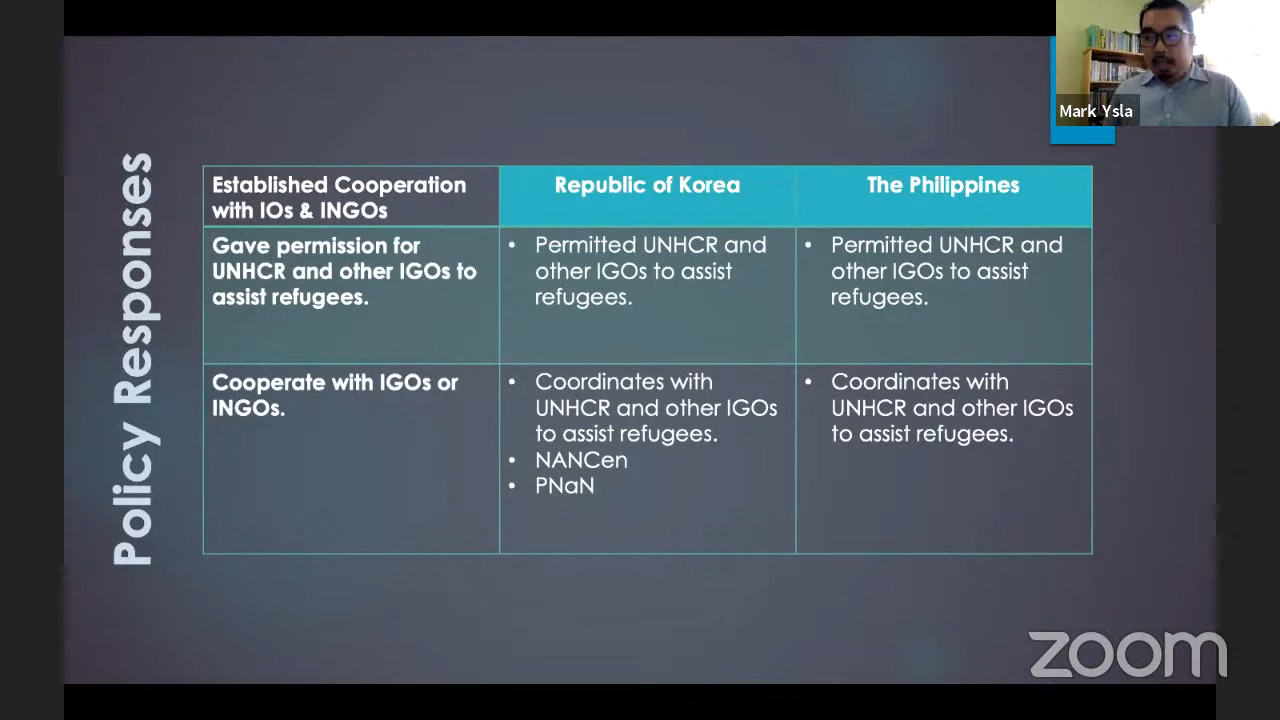 Mark Ysla
Policy Responses
Established Cooperation
with IOs & INGOs
Republic of Korea
The Philippines
Gave permission for
UNHCR and other IGOs to
assist refugees.
• Permitted UNHCR and
other IGOs to assist
refugees.
• Permitted UNHCR and
other IGOs to assist
refugees.
Cooperate with IGOs or
INGOs.
• Coordinates with
UNHCR and other IGOs
to assist refugees.
• NANCen
• PNaN
• Coordinates with
UNHCR and other IGOs
to assist refugees.
zoom